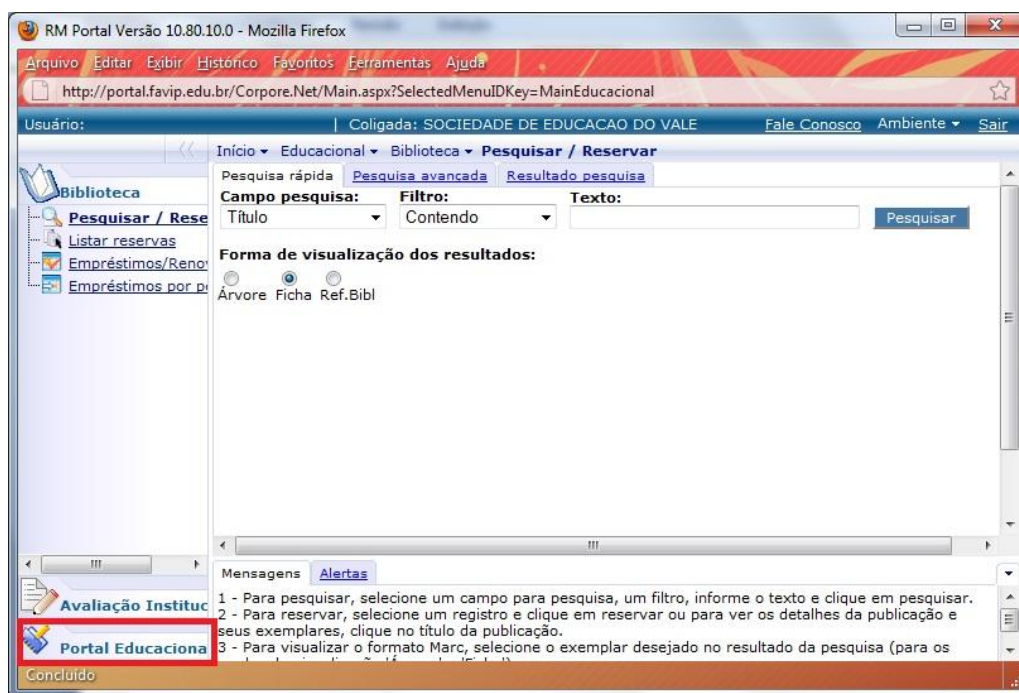 RM Portal Versão 10.80.10.0 - Mozilla Firefox
Arquivo Editar Exibir Histórico Favoritos Ferramentas Ajuda
http://portal.favip.edu.br/Corpore.Net/Main.aspx?SelectedMenuIDKey=MainEducacional
Usuário: | Coligada: SOCIEDADE DE EDUCACAO DO VALE Fale Conosco Ambiente Sair
Início Educacional Biblioteca Pesquisar / Reservar
Pesquisa rápida Pesquisa avançada Resultado pesquisa
Biblioteca
Pesquisar / Rese
Listar reservas
Empréstimos/Reno
Empréstimos por p
Campo pesquisa: Filtro: Texto:
Título Contendo Pesquisar
Forma de visualização dos resultados:
Árvore Ficha Ref.Bibl
Mensagens Alertas
1 - Para pesquisar, selecione um campo para pesquisa, um filtro, informe o texto e clique em pesquisar.
2 - Para reservar, selecione um registro e clique em reservar ou para ver os detalhes da publicação e
seus exemplares, clique no título da publicação.
3 - Para visualizar o formato Marc, selecione o exemplar desejado no resultado da pesquisa (para os
Avaliação Instituc
Portal Educaciona
Concluído